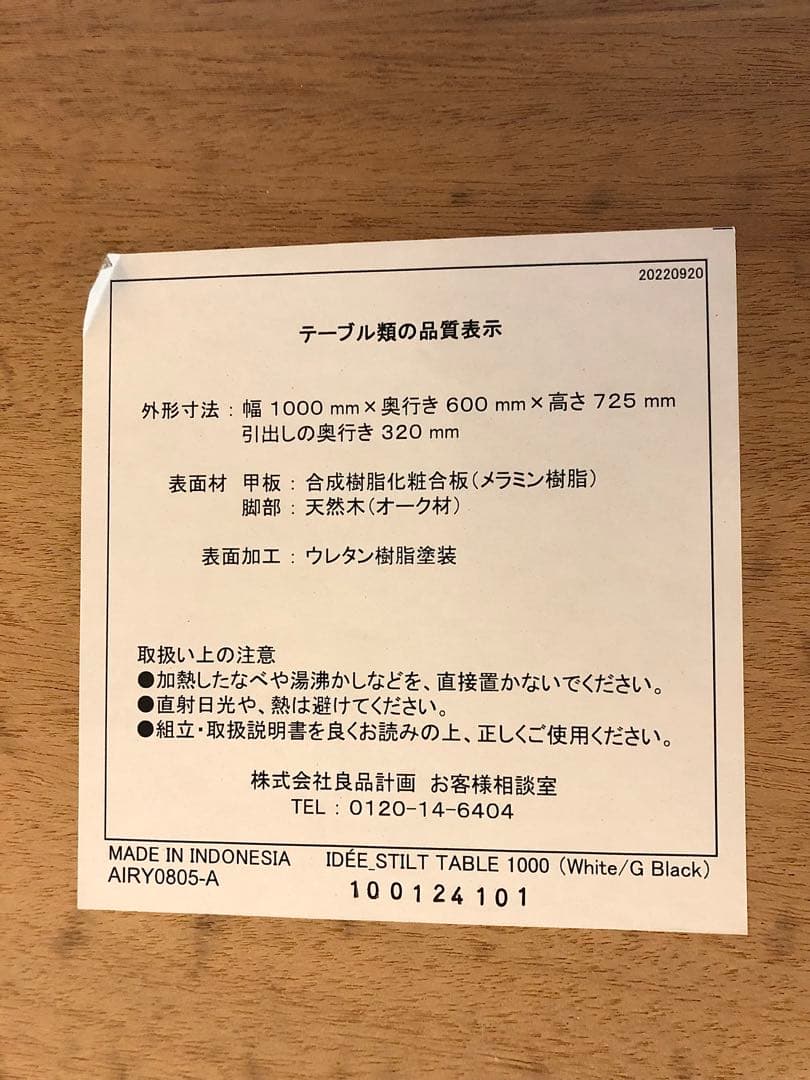 20220920
テーブル類の品質表示
外形寸法：幅 1000 mm×奥行き 600 mm×高さ 725 mm
引出しの奥行き 320 mm
表面材 甲板：合成樹脂化粧合板(メラミン樹脂)
脚部：天然木(オーク材)
表面加工：ウレタン樹脂塗装
取扱い上の注意
●加熱したなべや湯沸かしなどを、直接置かないでください。
●直射日光や、熱は避けてください。
●組立・取扱説明書を良くお読みの上、正しくご使用ください。
株式会社良品計画 お客様相談室
TEL：0120-14-6404
MADE IN INDONESIA IDÉE_STILT TABLE 1000 (White/G Black)
AIRY0805-A 100124101